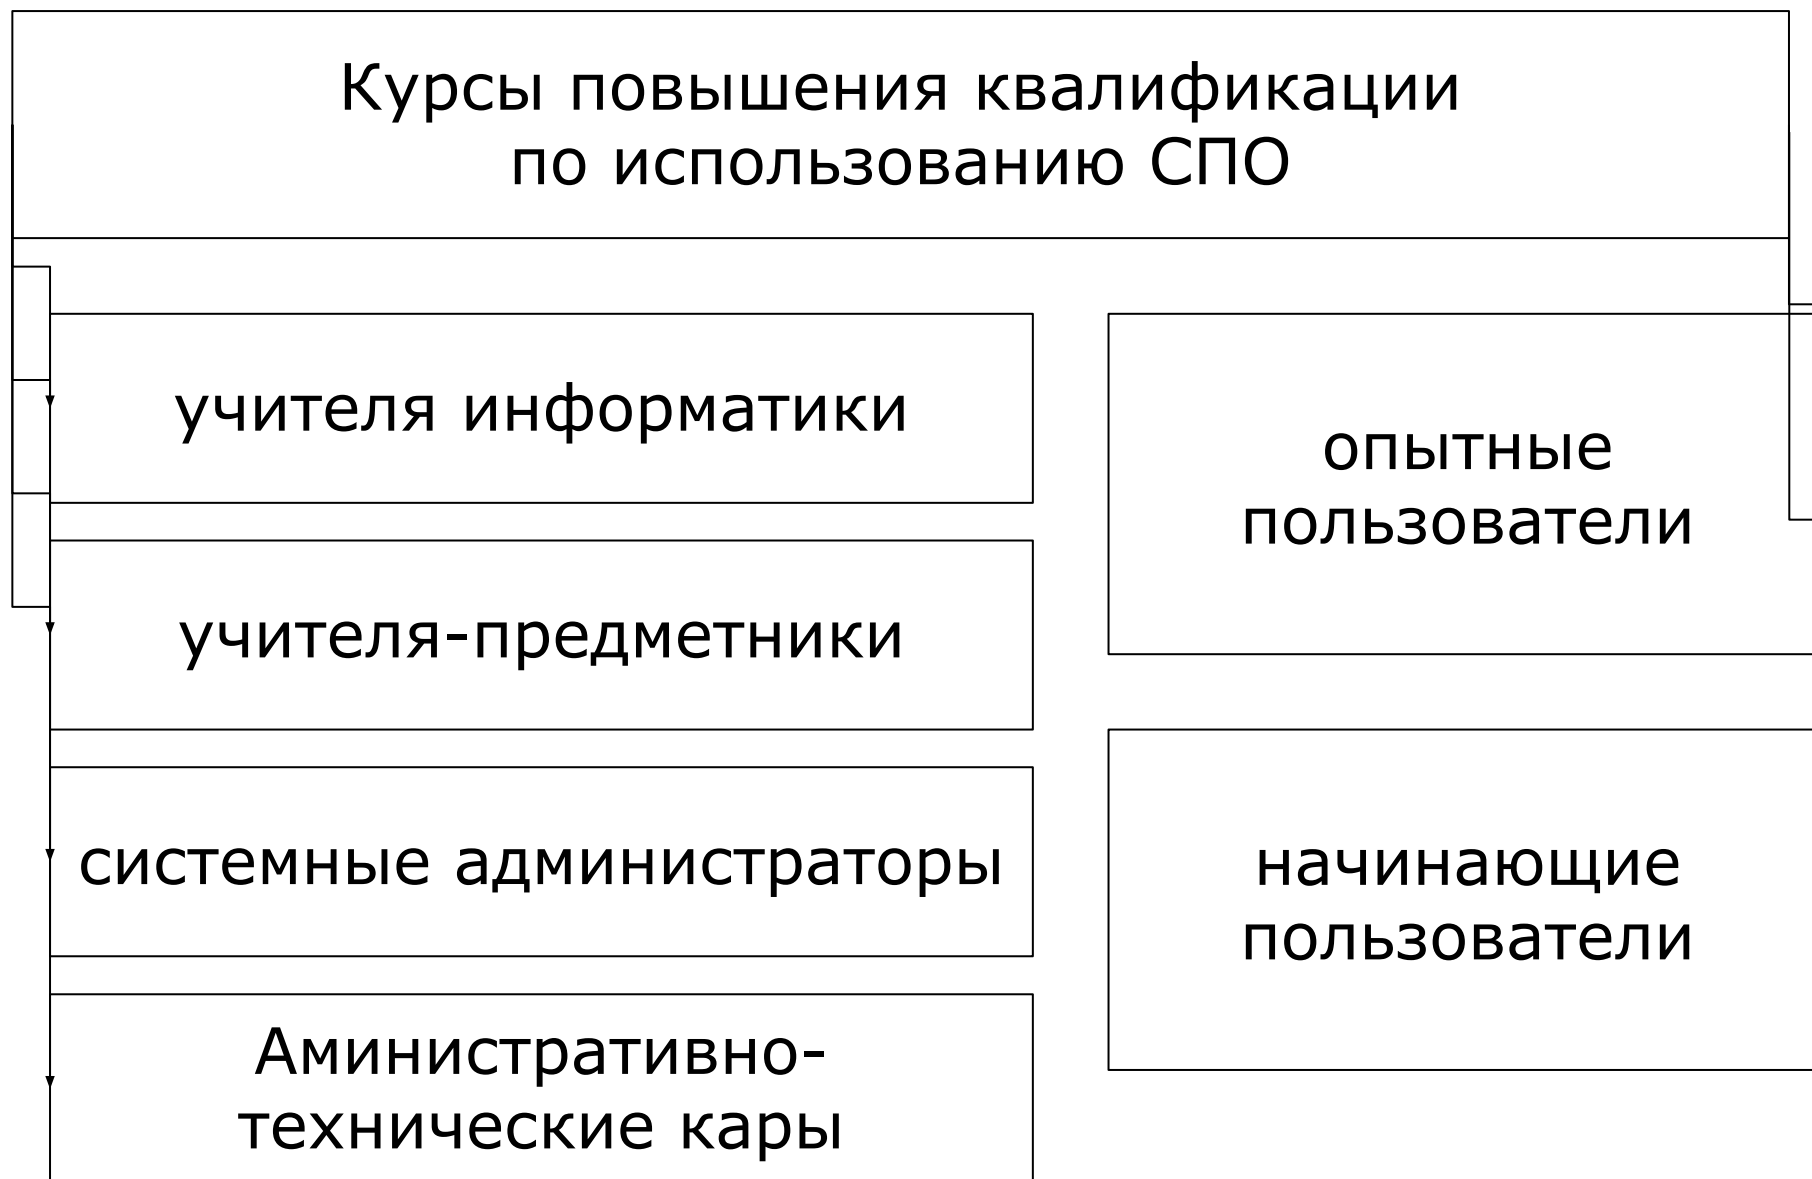 Курсы повышения квалификации
по использованию СПО
учителя информатики
учителя-предметники
системные администраторы
Аминистративно-
технические кары
опытные
пользователи
начинающие
пользователи